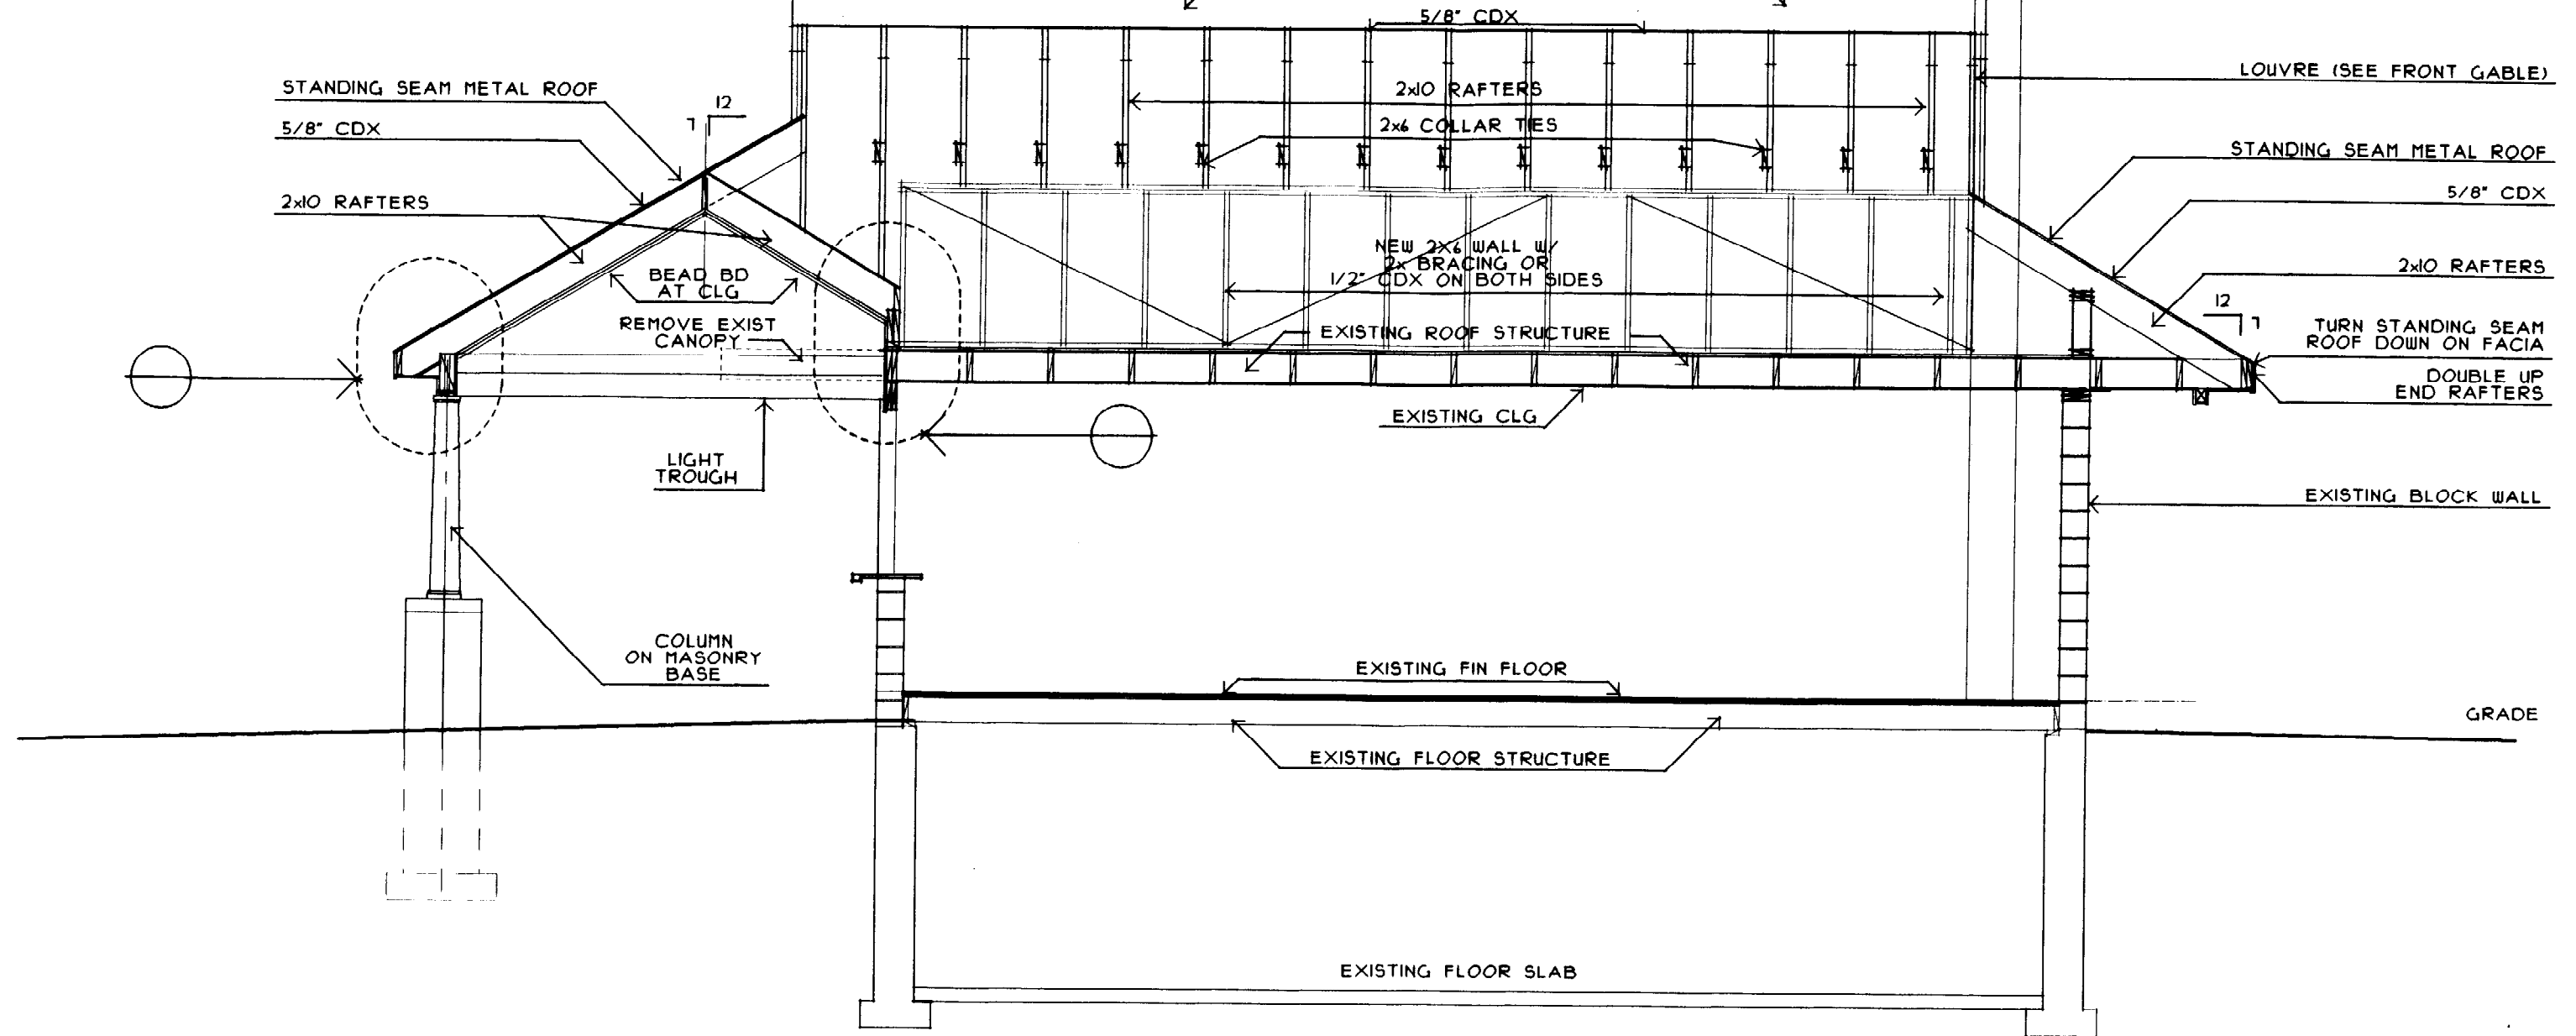 5/8" CDX
STANDING SEAM METAL ROOF
5/8" CDX
2x10 RAFTERS
12
7
BEAD BD
AT CLG
REMOVE EXIST
CANOPY
LIGHT
TROUGH
COLUMN
ON MASONRY
BASE
2x10 RAFTERS
2x6 COLLAR TIES
NEW 2x6 WALL W/
2x BRACING OR
1/2" CDX ON BOTH SIDES
EXISTING ROOF STRUCTURE
EXISTING CLG
EXISTING FIN FLOOR
EXISTING FLOOR STRUCTURE
EXISTING FLOOR SLAB
LOUVRE (SEE FRONT GABLE)
STANDING SEAM METAL ROOF
5/8" CDX
2x10 RAFTERS
12
7
TURN STANDING SEAM
ROOF DOWN ON FACIA
DOUBLE UP
END RAFTERS
EXISTING BLOCK WALL
GRADE